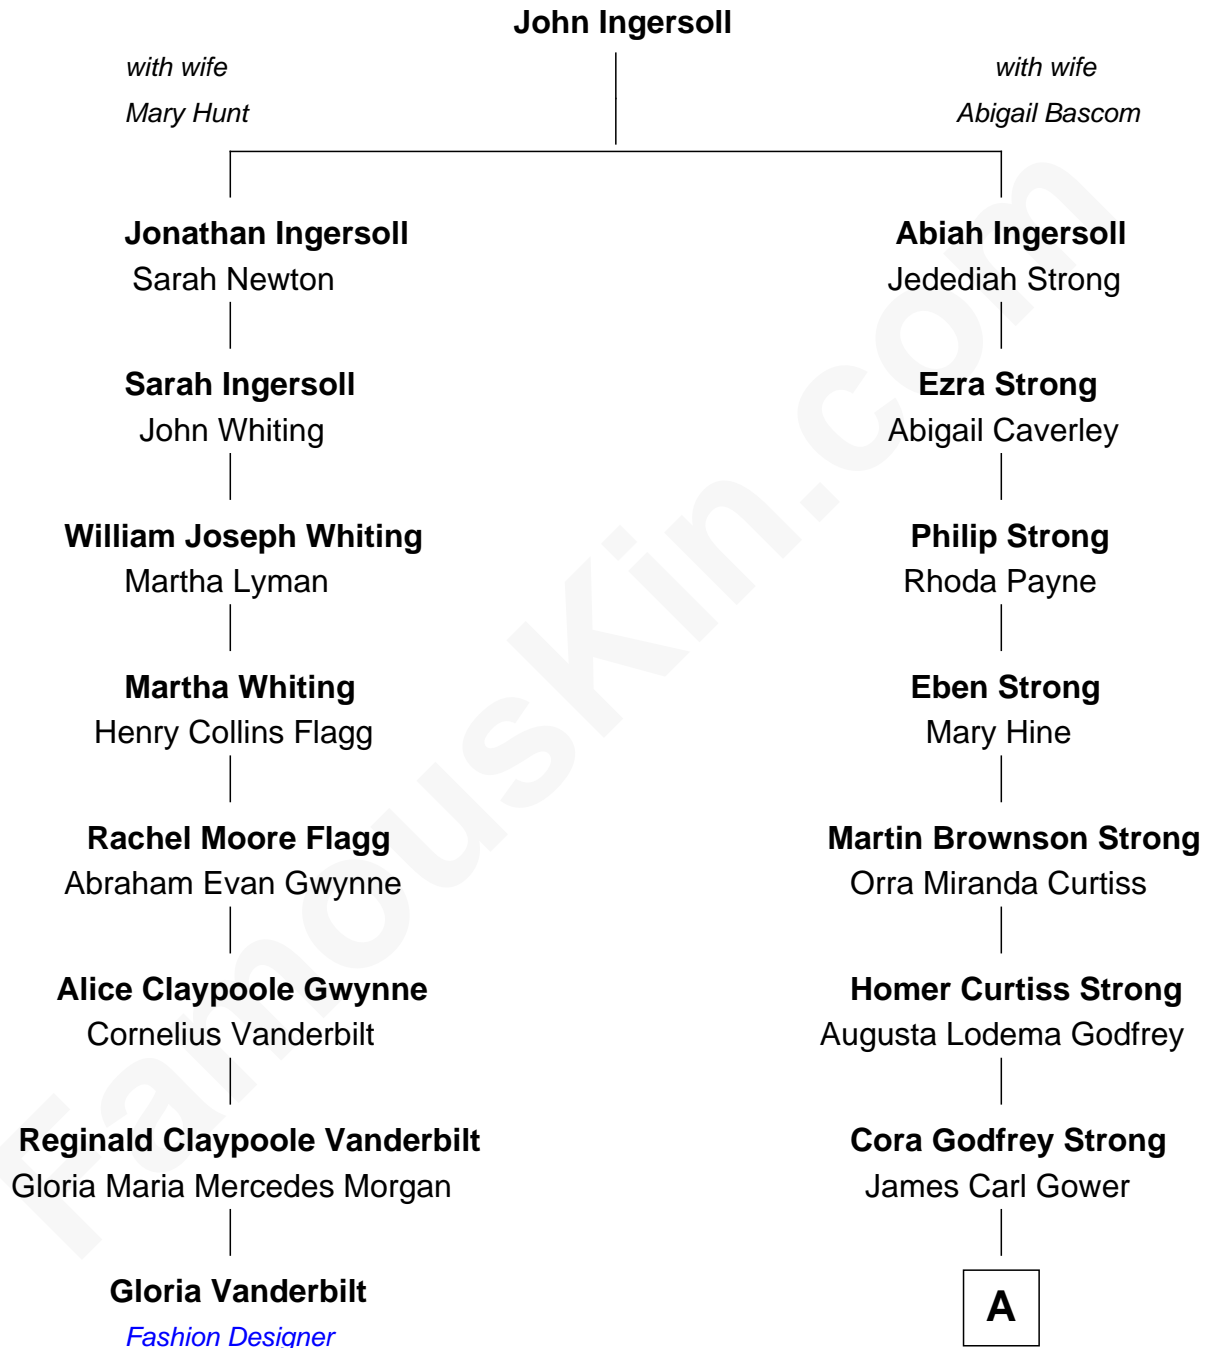 John Ingersoll
with wife
Mary Hunt
with wife
Abigail Bascom
Jonathan Ingersoll
Sarah Newton
Abiah Ingersoll
Jedediah Strong
Sarah Ingersoll
John Whiting
Ezra Strong
Abigail Caverley
William Joseph Whiting
Martha Lyman
Philip Strong
Rhoda Payne
Martha Whiting
Henry Collins Flagg
Eben Strong
Mary Hine
Rachel Moore Flagg
Abraham Evan Gwynne
Martin Brownson Strong
Orra Miranda Curtiss
Alice Claypoole Gwynne
Cornelius Vanderbilt
Homer Curtiss Strong
Augusta Lodema Godfrey
Reginald Claypoole Vanderbilt
Gloria Maria Mercedes Morgan
Cora Godfrey Strong
James Carl Gower
Gloria Vanderbilt
Fashion Designer
A
FamousKin.com